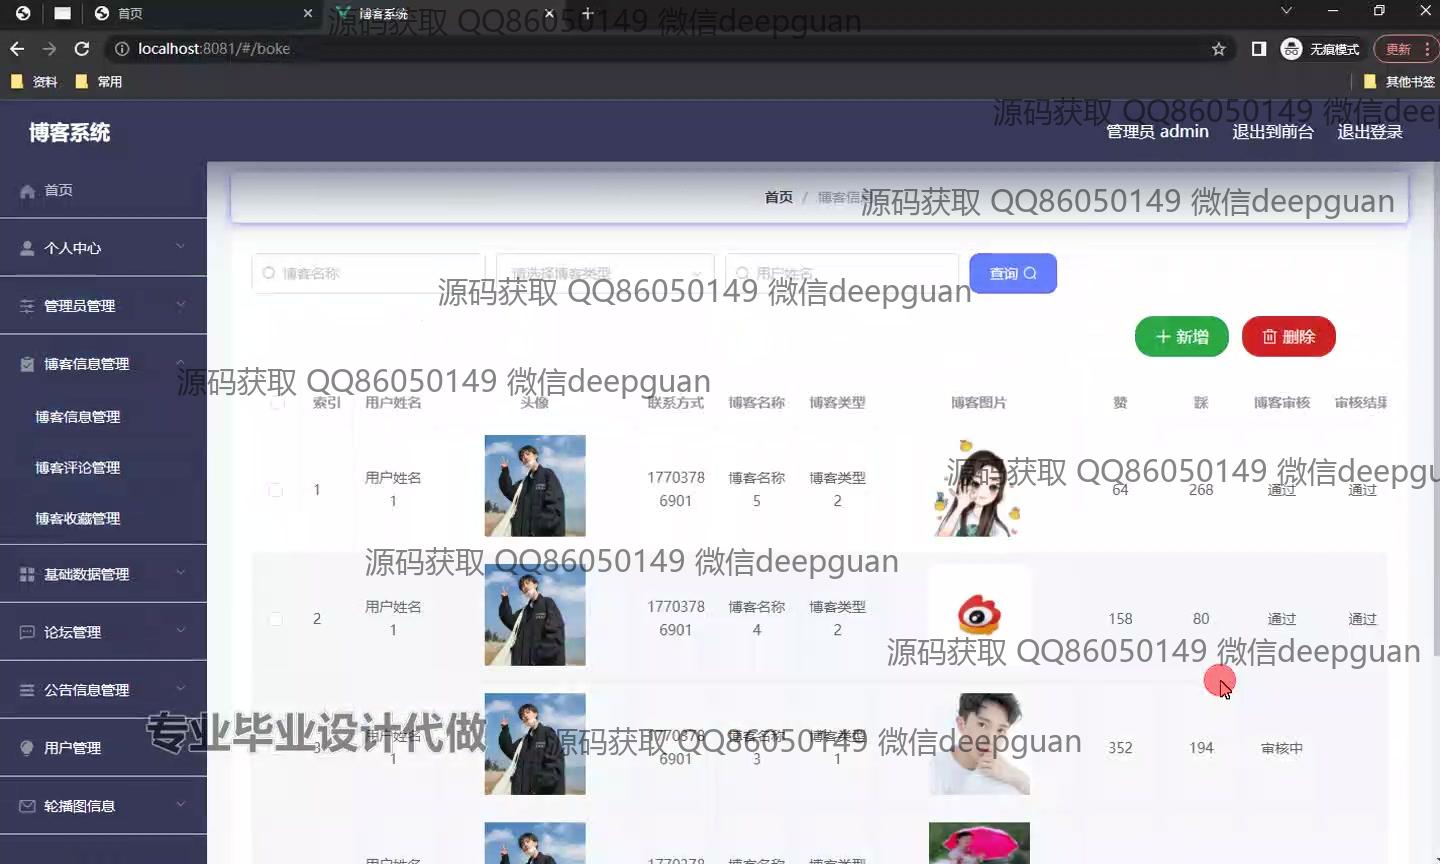 首页
博客系统
localhost:8081/#/boke
无痕模式
更新
资料
常用
其他书签
源码获取 QQ86050149 微信deepguan
源码获取 QQ86050149 微信deep
博客系统
管理员 admin
退出到前台
退出登录
首页
个人中心
管理员管理
博客信息管理
博客信息管理
博客评论管理
博客收藏管理
基础数据管理
论坛管理
公告信息管理
用户管理
轮播图信息
首页 / 博客信息
源码获取 QQ86050149 微信deepguan
博客名称
请选择博客类型
用户姓名
查询
源码获取 QQ86050149 微信deepguan
新增
删除
源码获取 QQ86050149 微信deepguan
索引 用户姓名 头像 联系方式 博客名称 博客类型 博客图片 赞 踩 博客审核 审核结果
源码获取 QQ86050149 微信deepgu
1 用户姓名1 17703786901 博客名称5 博客类型2 64 268 通过 通过
源码获取 QQ86050149 微信deepguan
2 用户姓名1 17703786901 博客名称4 博客类型2 158 80 通过 通过
源码获取 QQ86050149 微信deepguan
专业毕业设计代做
源码获取 QQ86050149 微信deepguan
3 用户姓名1 17703786901 博客名称3 博客类型1 352 194 审核中
用户姓名 1770378 博客名称 博客类型